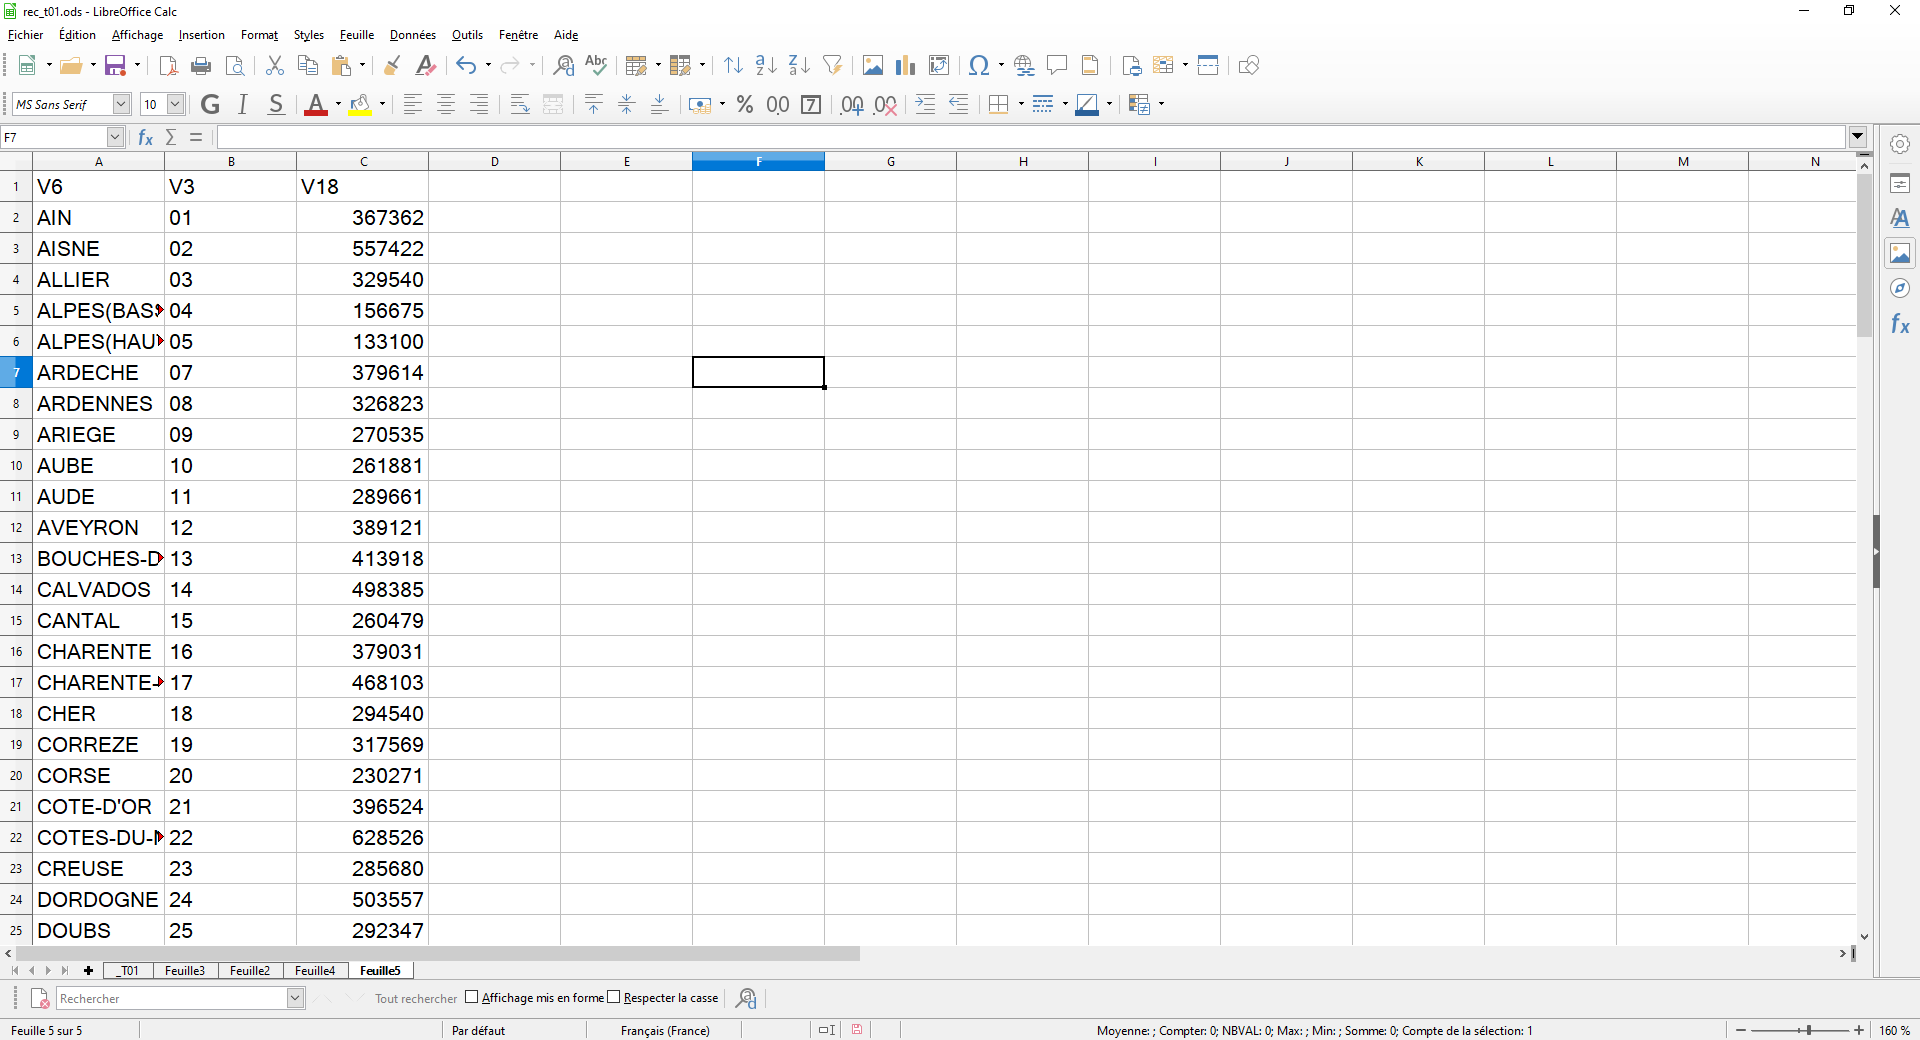 rec_t01.ods - LibreOffice Calc
Fichier Édition Affichage Insertion Format Styles Feuille Données Outils Fenêtre Aide
MS Sans Serif 10 G I S
F7
A B C D E F G H I J K L M N
1 V6 V3 V18
2 AIN 01 367362
3 AISNE 02 557422
4 ALLIER 03 329540
5 ALPES(BAS 04 156675
6 ALPES(HAU 05 133100
7 ARDECHE 07 379614
8 ARDENNES 08 326823
9 ARIEGE 09 270535
10 AUBE 10 261881
11 AUDE 11 289661
12 AVEYRON 12 389121
13 BOUCHES-D 13 413918
14 CALVADOS 14 498385
15 CANTAL 15 260479
16 CHARENTE 16 379031
17 CHARENTE- 17 468103
18 CHER 18 294540
19 CORREZE 19 317569
20 CORSE 20 230271
21 COTE-D'OR 21 396524
22 COTES-DU- 22 628526
23 CREUSE 23 285680
24 DORDOGNE 24 503557
25 DOUBS 25 292347
_T01 Feuille3 Feuille2 Feuille4 Feuille5
Rechercher Tout rechercher Affichage mis en forme Respecter la casse
Feuille 5 sur 5 Par défaut Français (France) Moyenne: ; Compter: 0; NBVAL: 0; Max: ; Min: ; Somme: 0; Compte de la sélection: 1 160 %